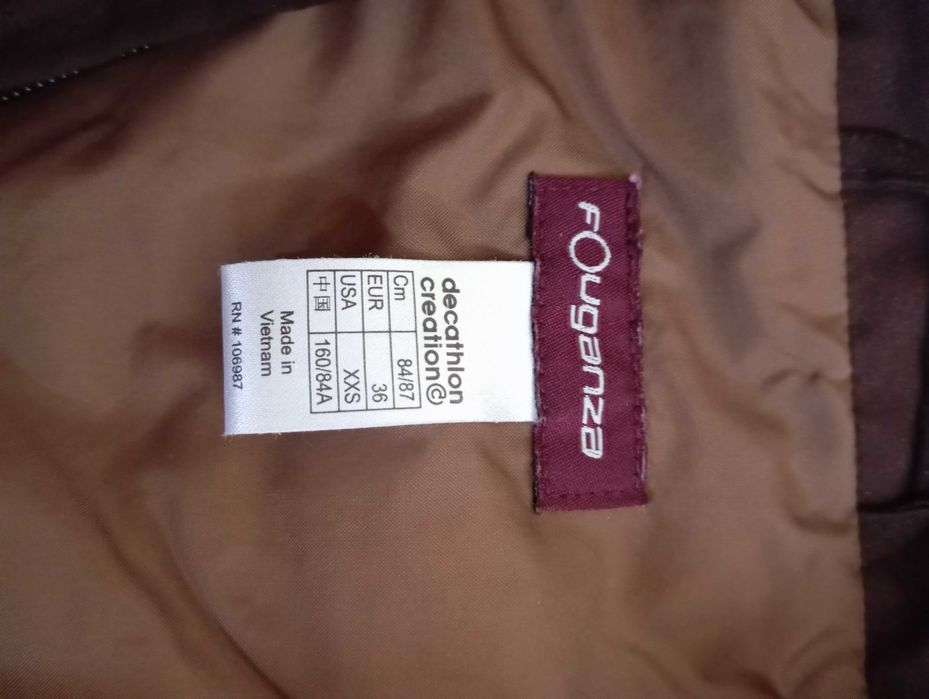 FOuganza
decathlon
creation©
Cm 84/87
EUR 36
USA XXS
中国 160/84A
Made in
Vietnam
RN # 106987